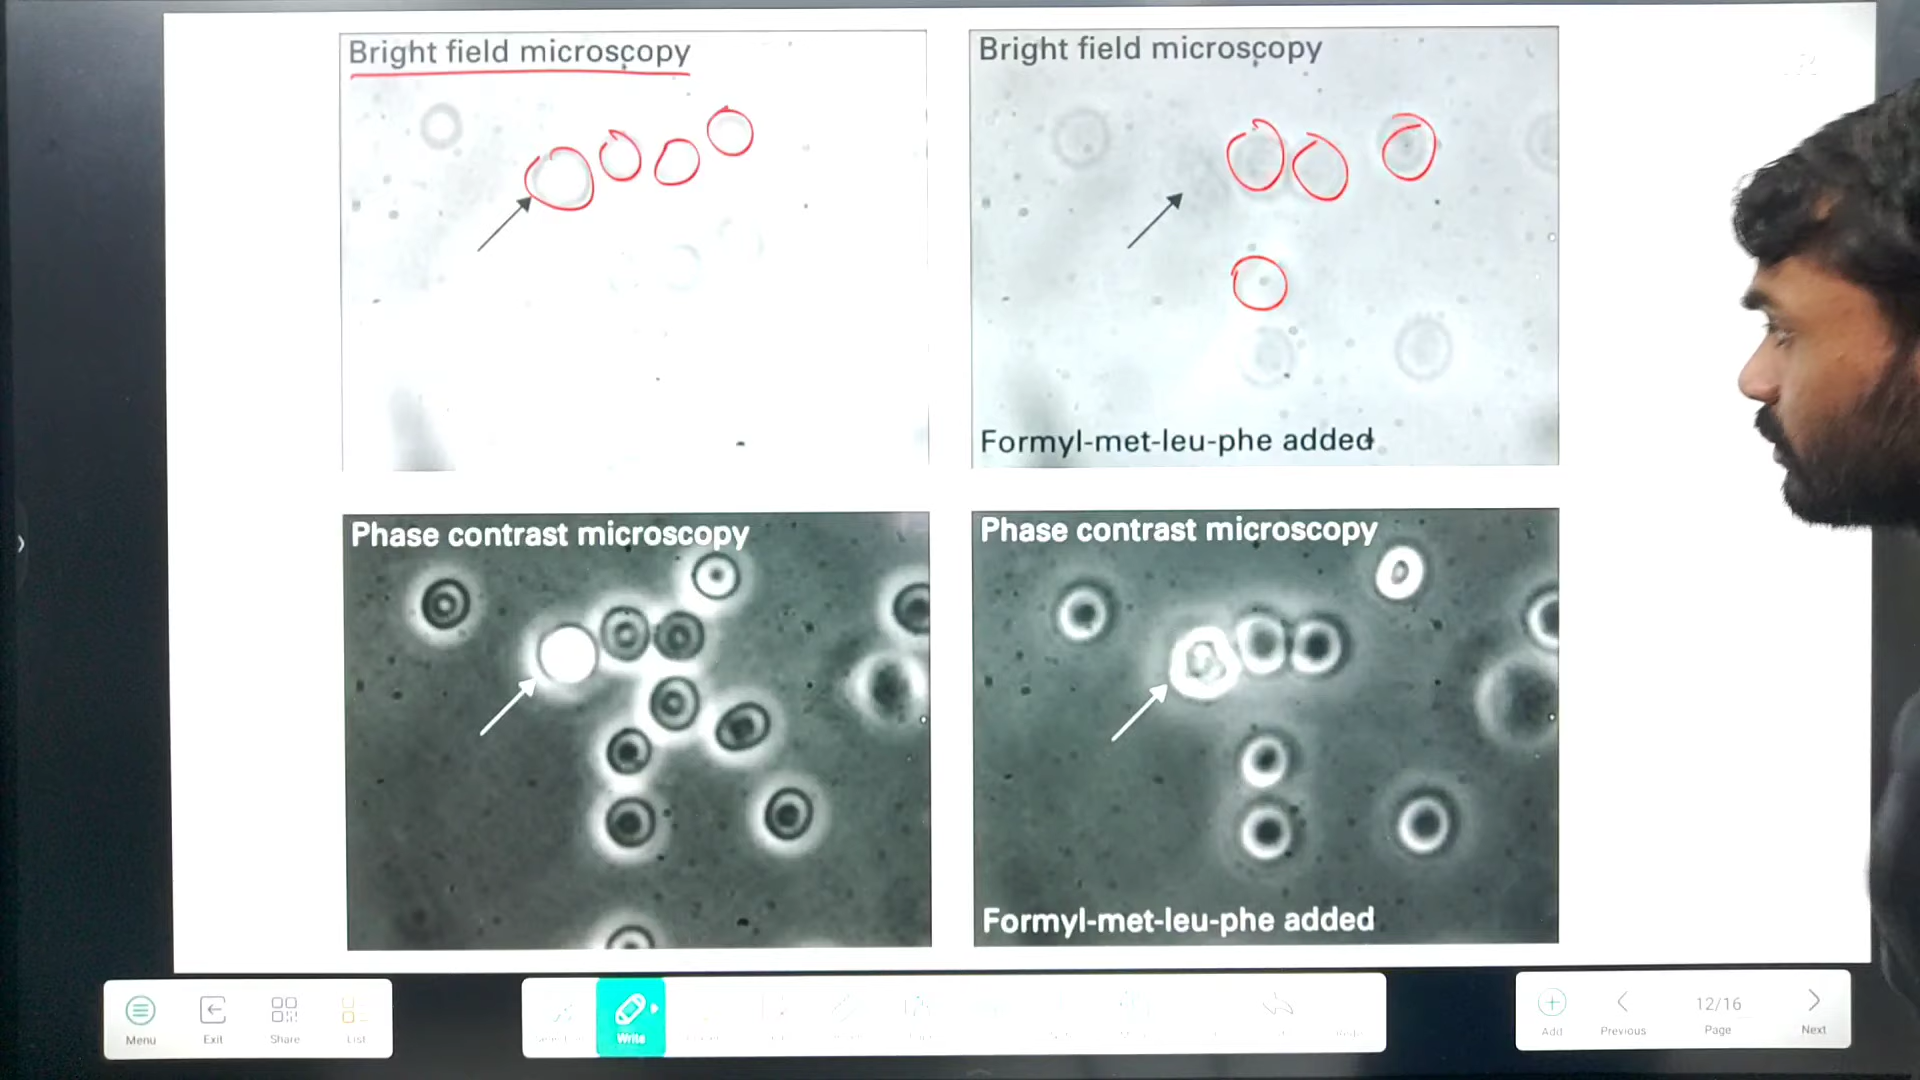 Bright field microscopy
Bright field microscopy
Formyl-met-leu-phe added
Phase contrast microscopy
Phase contrast microscopy
Formyl-met-leu-phe added
Menu
Exit
Share
List
Write
Add
Previous
12/16
Page
Next